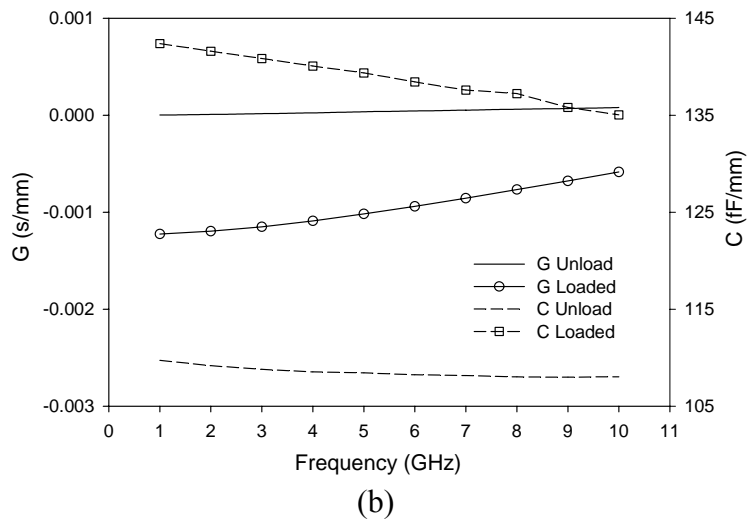 0.001
0.000
-0.001
-0.002
-0.003
G (s/mm)
145
135
125
115
105
C (fF/mm)
G Unload
G Loaded
C Unload
C Loaded
0 1 2 3 4 5 6 7 8 9 10 11
Frequency (GHz)
(b)